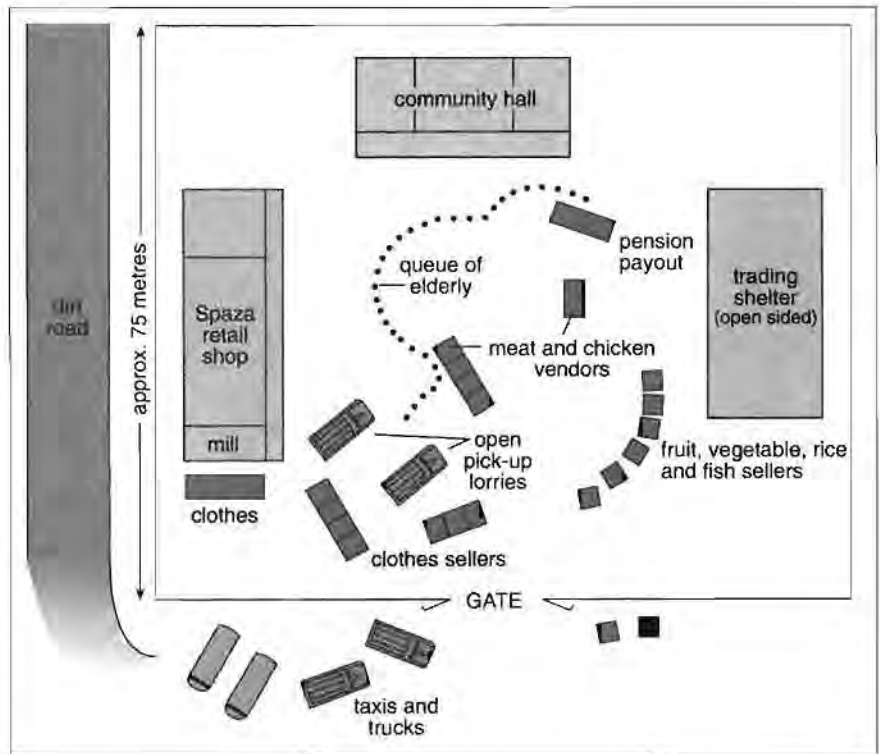 community hall
approx. 75 metres
dirt
road
Spaza
retail
shop
mill
queue of
elderly
pension
payout
trading
shelter
(open sided)
meat and chicken
vendors
open
pick-up
lorries
fruit, vegetable, rice
and fish sellers
clothes
clothes sellers
GATE
taxis and
trucks